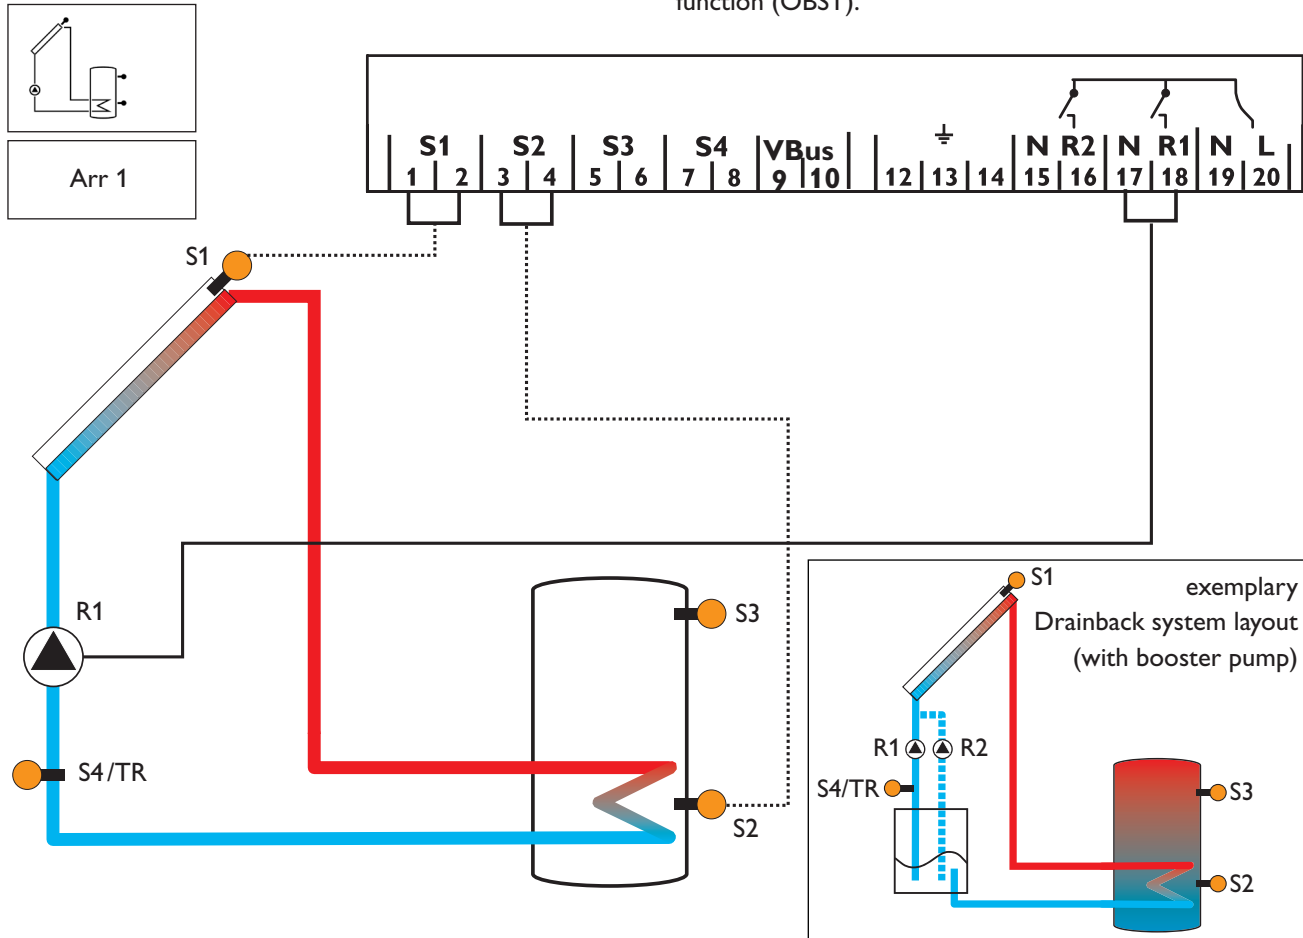 function (OBST).
Arr 1
S1 S2 S3 S4 VBus N R2 N R1 N L
1 2 3 4 5 6 7 8 9 10 12 13 14 15 16 17 18 19 20
S1
R1
S4/TR
S3
S2
S1
exemplary
Drainback system layout
(with booster pump)
R1 R2
S4/TR
S3
S2